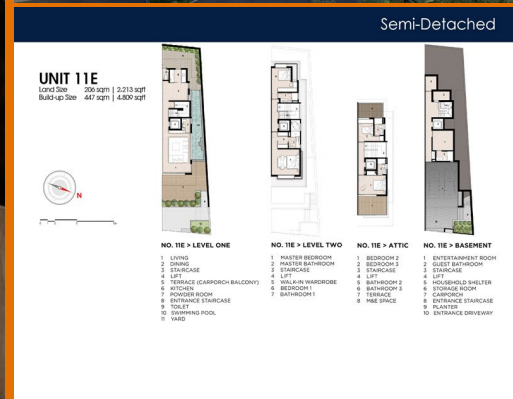 Semi-Detached
UNIT 11E
Land Size 206 sqm | 2,213 sqft
Build-up Size 447 sqm | 4,809 sqft
N
NO. 11E > LEVEL ONE
1 LIVING
2 DINING
3 STAIRCASE
4 LIFT
5 TERRACE (CARPORCH BALCONY)
6 KITCHEN
7 POWDER ROOM
8 ENTRANCE STAIRCASE
9 TOILET
10 SWIMMING POOL
11 YARD
NO. 11E > LEVEL TWO
1 MASTER BEDROOM
2 MASTER BATHROOM
3 STAIRCASE
4 LIFT
5 WALK-IN WARDROBE
6 BEDROOM 1
7 BATHROOM 1
NO. 11E > ATTIC
1 BEDROOM 2
2 BEDROOM 3
3 STAIRCASE
4 LIFT
5 BATHROOM 2
6 BATHROOM 3
7 TERRACE
8 M&E SPACE
NO. 11E > BASEMENT
1 ENTERTAINMENT ROOM
2 GUEST BATHROOM
3 STAIRCASE
4 LIFT
5 HOUSEHOLD SHELTER
6 STORAGE ROOM
7 CARPORCH
8 ENTRANCE STAIRCASE
9 PLANTER
10 ENTRANCE DRIVEWAY